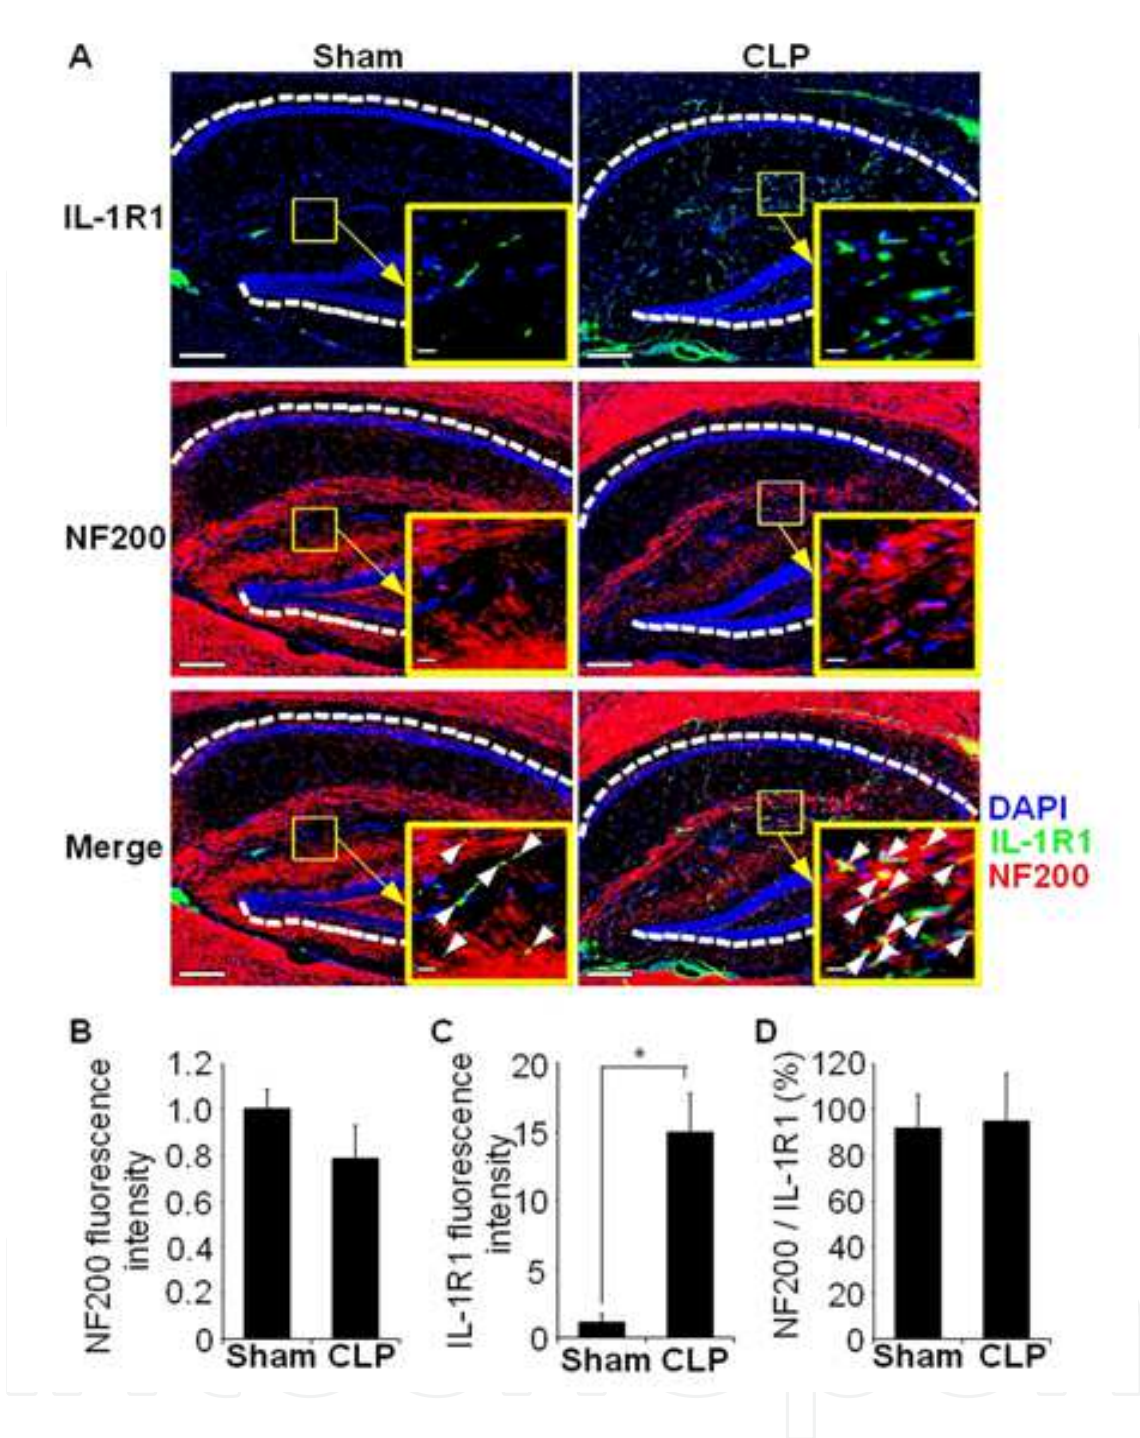 A
Sham
CLP
IL-1R1
NF200
Merge
DAPI
IL-1R1
NF200
B
NF200 fluorescence
intensity
1.2
1.0
0.8
0.6
0.4
0.2
0
Sham CLP
C
IL-1R1 fluorescence
intensity
20
15
10
5
0
*
Sham CLP
D
NF200 / IL-1R1 (%)
120
100
80
60
40
20
0
Sham CLP